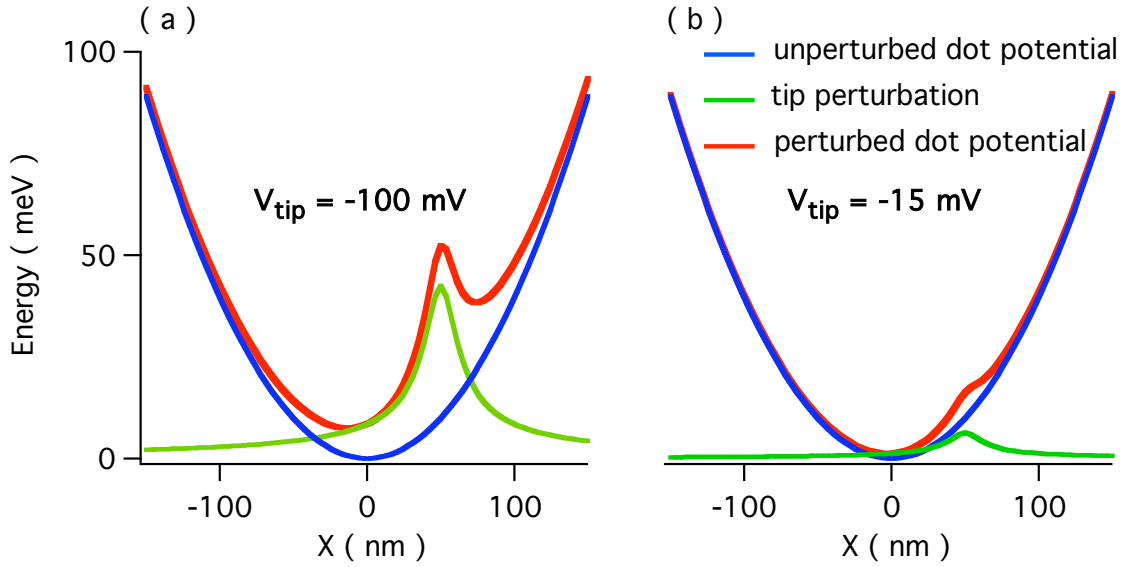 ( a )
100
50
0
Energy ( meV )
V_tip = -100 mV
-100
0
100
X ( nm )
( b )
unperturbed dot potential
tip perturbation
perturbed dot potential
V_tip = -15 mV
-100
0
100
X ( nm )